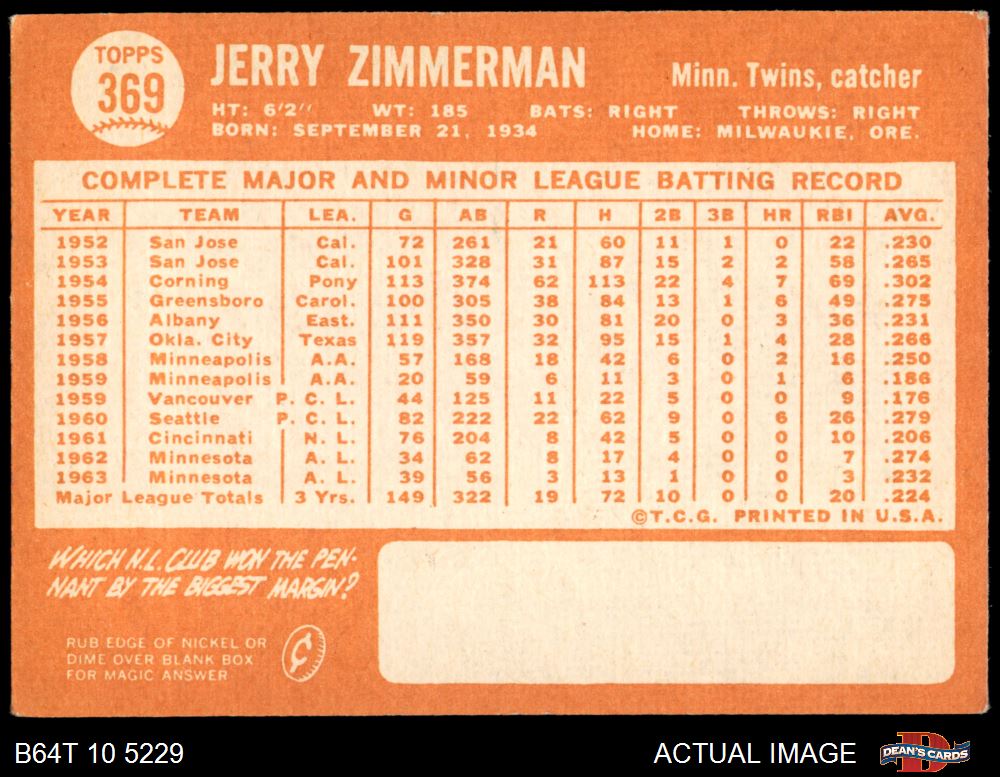 TOPPS
369
JERRY ZIMMERMAN
Minn. Twins, catcher
HT: 6'2" WT: 185 BATS: RIGHT THROWS: RIGHT
BORN: SEPTEMBER 21, 1934 HOME: MILWAUKIE, ORE.
COMPLETE MAJOR AND MINOR LEAGUE BATTING RECORD
YEAR TEAM LEA. G AB R H 2B 3B HR RBI AVG.
1952 San Jose Cal. 72 261 21 60 11 1 0 22 .230
1953 San Jose Cal. 101 328 31 87 15 2 2 58 .265
1954 Corning Pony 113 374 62 113 22 4 7 69 .302
1955 Greensboro Carol. 100 305 38 84 13 1 6 49 .275
1956 Albany East. 111 350 30 81 20 0 3 36 .231
1957 Okla. City Texas 119 357 32 95 15 1 4 28 .266
1958 Minneapolis A.A. 57 168 18 42 6 0 2 16 .250
1959 Minneapolis A.A. 20 59 6 11 3 0 1 6 .186
1959 Vancouver P. C. L. 44 125 11 22 5 0 0 9 .176
1960 Seattle P. C. L. 82 222 22 62 9 0 6 26 .279
1961 Cincinnati N. L. 76 204 8 42 5 0 0 10 .206
1962 Minnesota A. L. 34 62 8 17 4 0 0 7 .274
1963 Minnesota A. L. 39 56 3 13 1 0 0 3 .232
Major League Totals 3 Yrs. 149 322 19 72 10 0 0 20 .224
©T.C.G. PRINTED IN U.S.A.
WHICH N.L. CLUB WON THE PEN-
NANT BY THE BIGGEST MARGIN?
RUB EDGE OF NICKEL OR
DIME OVER BLANK BOX
FOR MAGIC ANSWER
¢
B64T 10 5229
ACTUAL IMAGE
D
DEAN'S CARDS